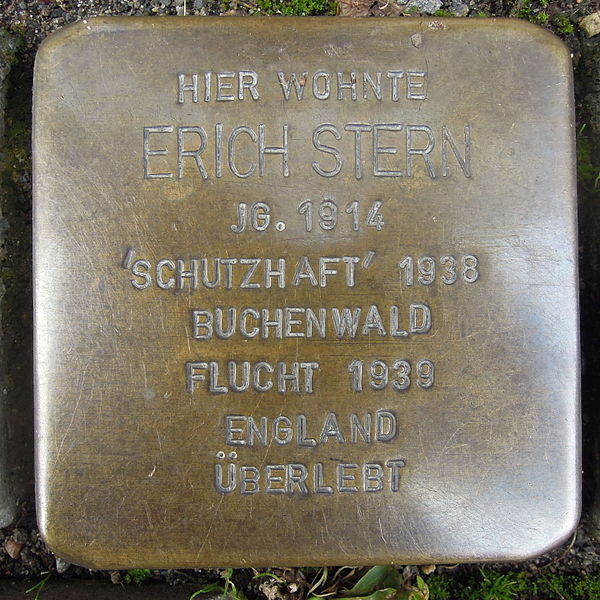 HIER WOHNTE
ERICH STERN
JG. 1914
'SCHUTZHAFT' 1938
BUCHENWALD
FLUCHT 1939
ENGLAND
ÜBERLEBT